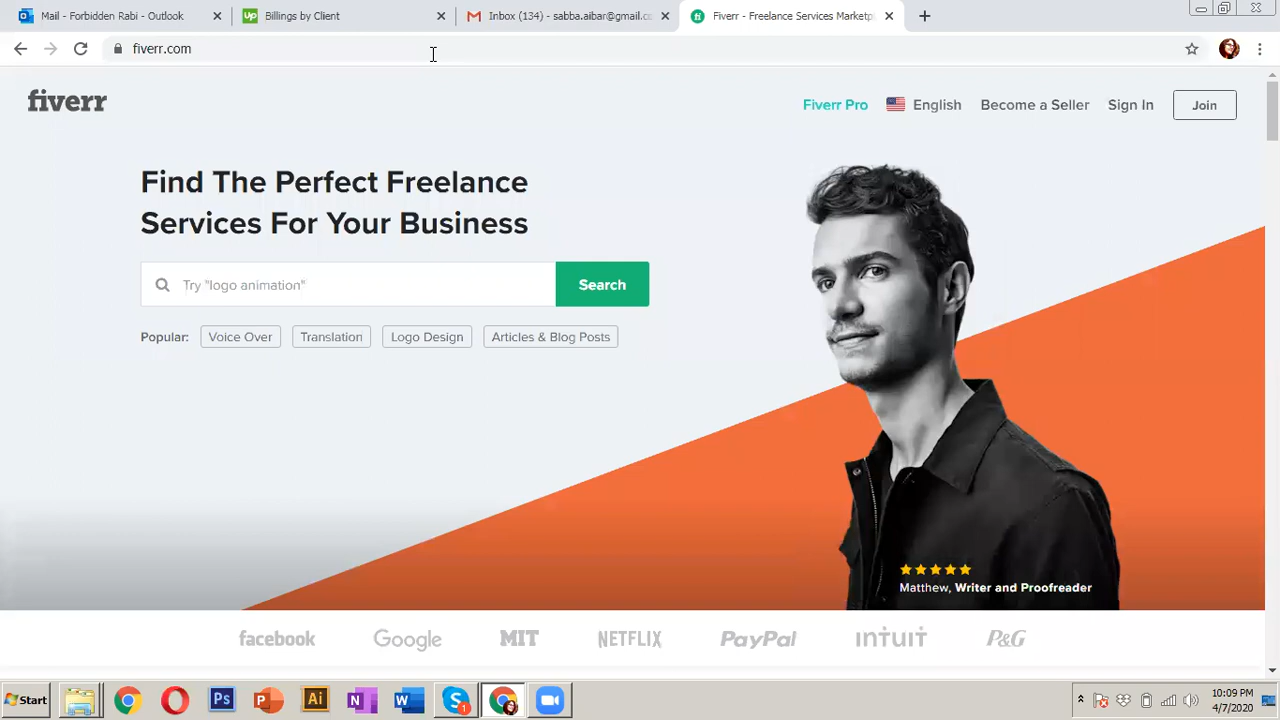 Mail - Forbidden Rabi - Outlook
Up Billings by Client
Inbox (134) - sabba.aibar@gmail.co
fi Fiverr - Freelance Services Marketp
fiverr.com
fiverr
Fiverr Pro English Become a Seller Sign In Join
Find The Perfect Freelance
Services For Your Business
Try "logo animation" Search
Popular: Voice Over Translation Logo Design Articles & Blog Posts
Matthew, Writer and Proofreader
facebook Google MIT NETFLIX PayPal intuit P&G
Start Ps P Ai N W S 1
10:09 PM
4/7/2020